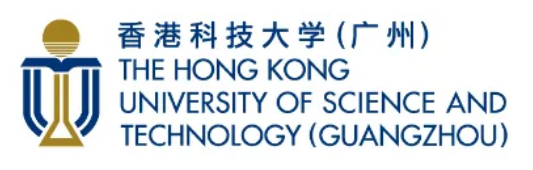 香港科技大学(广州)
THE HONG KONG
UNIVERSITY OF SCIENCE AND
TECHNOLOGY (GUANGZHOU)